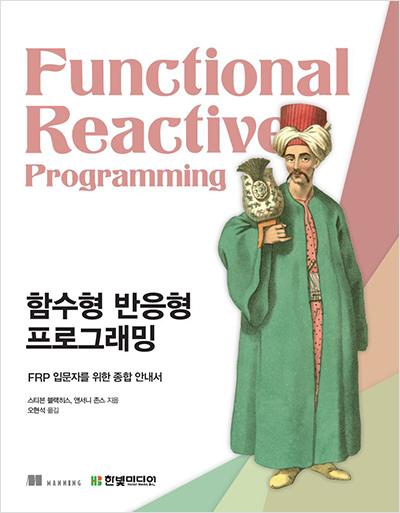 Functional
Reactive
Programming
함수형 반응형
프로그래밍
FRP 입문자를 위한 종합 안내서
스티븐 블랙히스, 앤서니 존스 지음
오현석 옮김
MANNING 한빛미디어